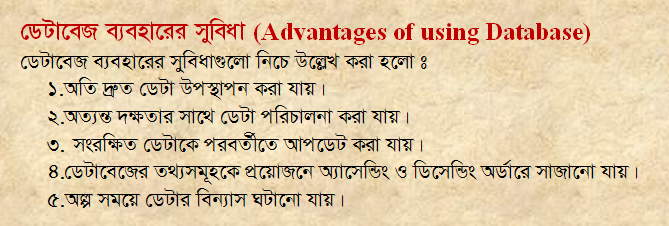 ডেটাবেজ ব্যবহারের সুবিধা (Advantages of using Database)
ডেটাবেজ ব্যবহারের সুবিধাগুলো নিচে উল্লেখ করা হলো ঃ
১.অতি দ্রুত ডেটা উপস্থাপন করা যায়।
২.অত্যন্ত দক্ষতার সাথে ডেটা পরিচালনা করা যায়।
৩. সংরক্ষিত ডেটাকে পরবর্তীতে আপডেট করা যায়।
৪.ডেটাবেজের তথ্যসমূহকে প্রয়োজনে অ্যাসেন্ডিং ও ডিসেন্ডিং অর্ডারে সাজানো যায়।
৫.অল্প সময়ে ডেটার বিন্যাস ঘটানো যায়।